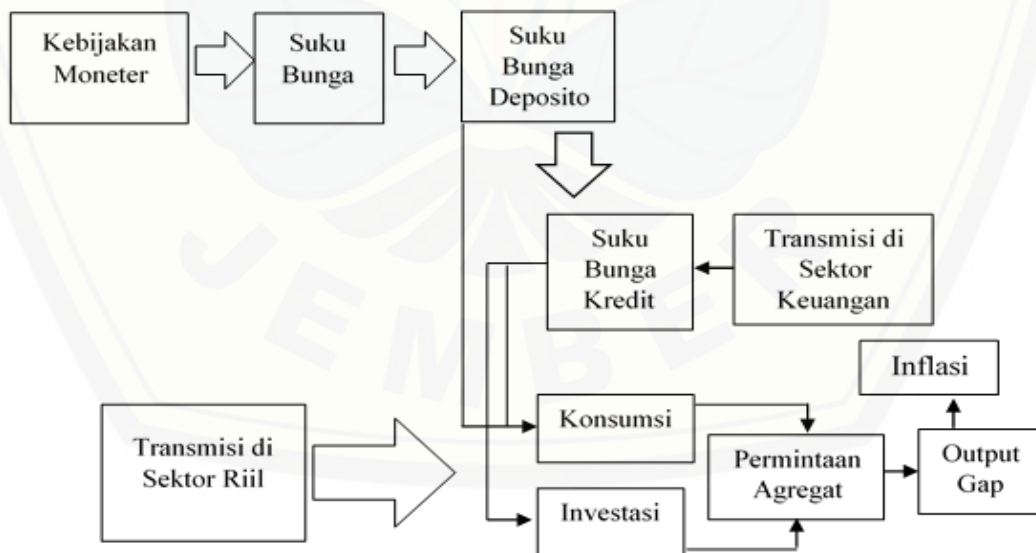 Kebijakan
Moneter
Suku
Bunga
Suku
Bunga
Deposito
Suku
Bunga
Kredit
Transmisi di
Sektor
Keuangan
Inflasi
Transmisi di
Sektor Riil
Konsumsi
Permintaan
Agregat
Output
Gap
Investasi
JEMBER